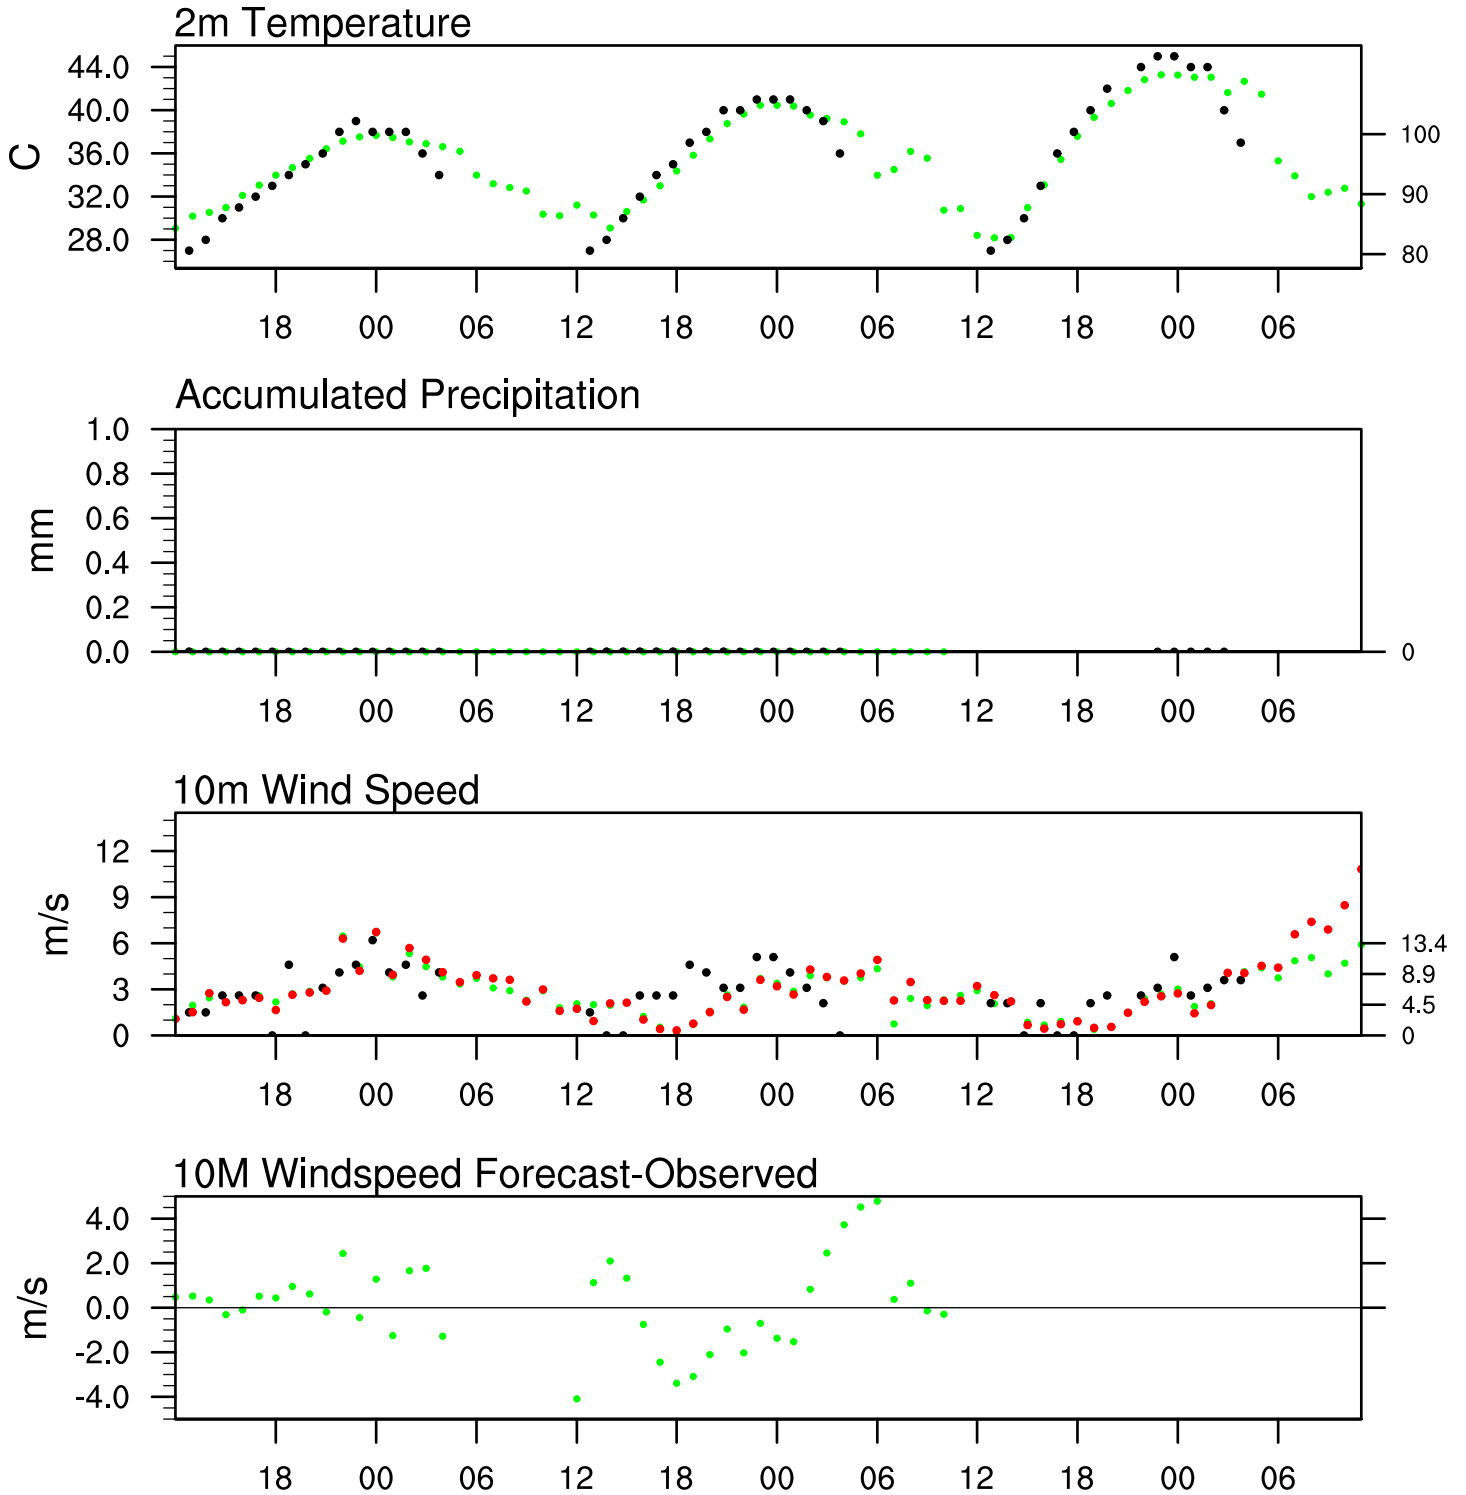 2m Temperature
44.0
40.0
36.0
32.0
28.0
C
100
90
80
18 00 06 12 18 00 06 12 18 00 06
Accumulated Precipitation
1.0
0.8
0.6
0.4
0.2
0.0
mm
0
18 00 06 12 18 00 06 12 18 00 06
10m Wind Speed
12
9
6
3
0
m/s
13.4
8.9
4.5
0
18 00 06 12 18 00 06 12 18 00 06
10M Windspeed Forecast-Observed
4.0
2.0
0.0
-2.0
-4.0
m/s
18 00 06 12 18 00 06 12 18 00 06